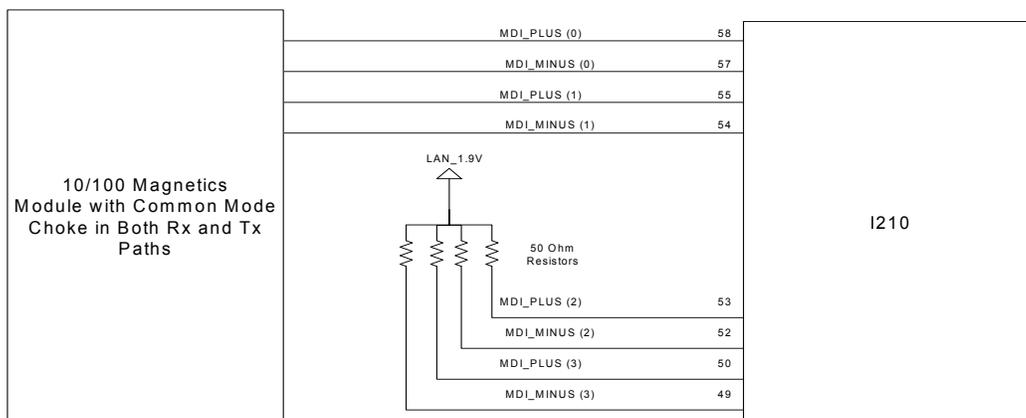 MDI_PLUS (0) 58
MDI_MINUS (0) 57
MDI_PLUS (1) 55
MDI_MINUS (1) 54
LAN_1.9V
10/100 Magnetics
Module with Common Mode
Choke in Both Rx and Tx
Paths
I210
50 Ohm
Resistors
MDI_PLUS (2) 53
MDI_MINUS (2) 52
MDI_PLUS (3) 50
MDI_MINUS (3) 49